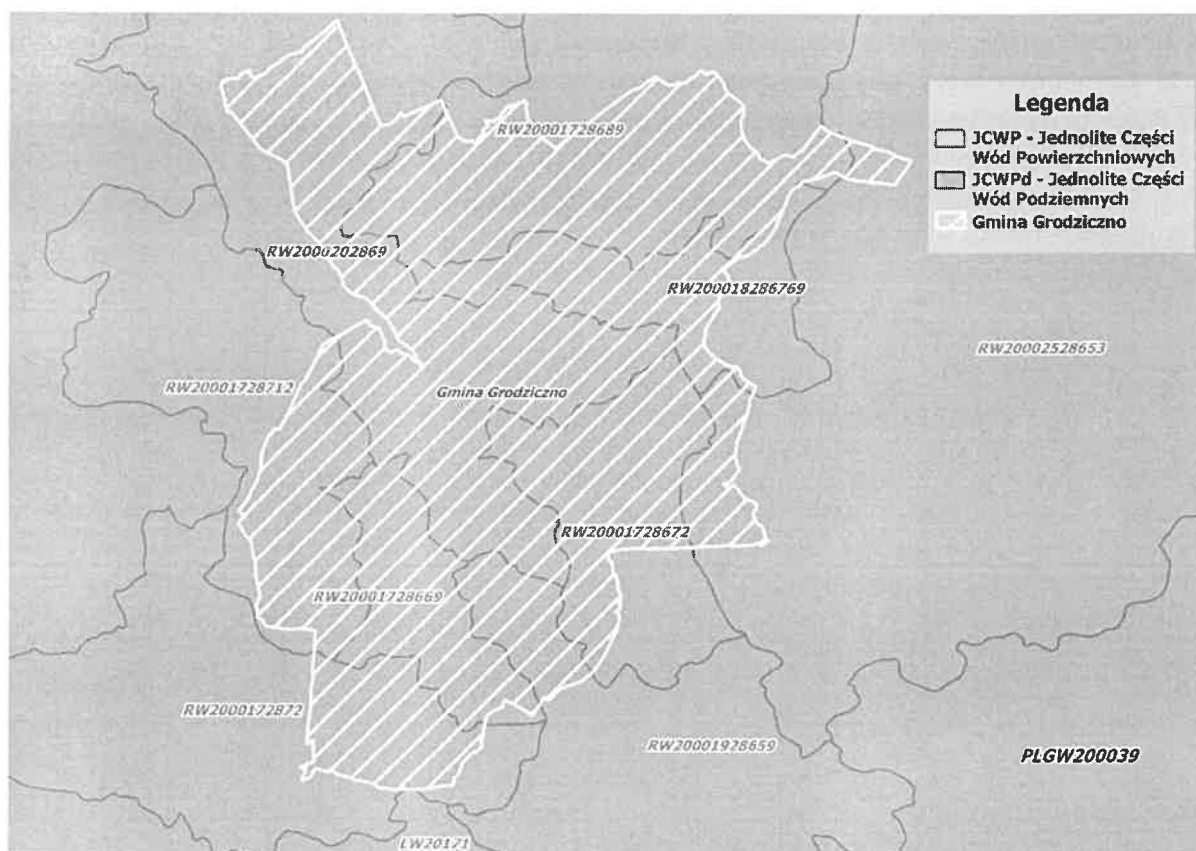 Legenda
JCWP - Jednolite Części
Wód Powierzchniowych
JCWPd - Jednolite Części
Wód Podziemnych
Gmina Grodziczno
RW20001728689
RW2000202869
RW200018286769
RW20002528653
RW20001728712
Gmina Grodziczno
RW20001728672
RW20001728669
RW2000172872
RW20001928659
PLGW200039
LW20171